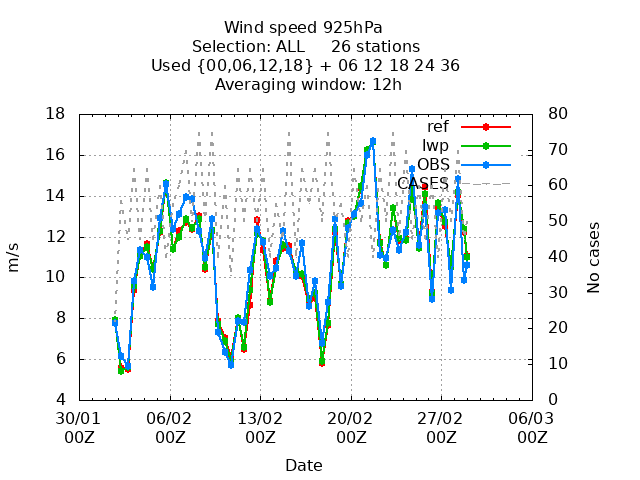 Wind speed 925hPa
Selection: ALL     26 stations
Used {00,06,12,18} + 06 12 18 24 36
Averaging window: 12h
18
16
14
12
10
8
6
4
m/s
80
70
60
50
40
30
20
10
0
No cases
ref
lwp
OBS
CASES
30/01 06/02 13/02 20/02 27/02 06/03
00Z 00Z 00Z 00Z 00Z 00Z
Date